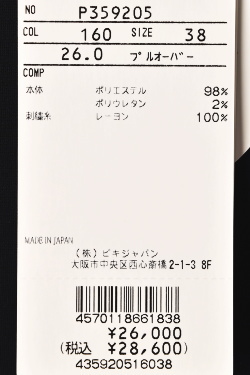 NO P359205
COL 160 SIZE 38
26.0 プルオーバー
COMP
本体 ポリエステル 98%
ポリウレタン 2%
刺繍糸 レーヨン 100%
MADE IN JAPAN
(株)ビキジャパン
大阪市中央区西心斎橋2-1-3 8F
4570118661838
¥26,000
(税込 ¥28,600)
435920516038